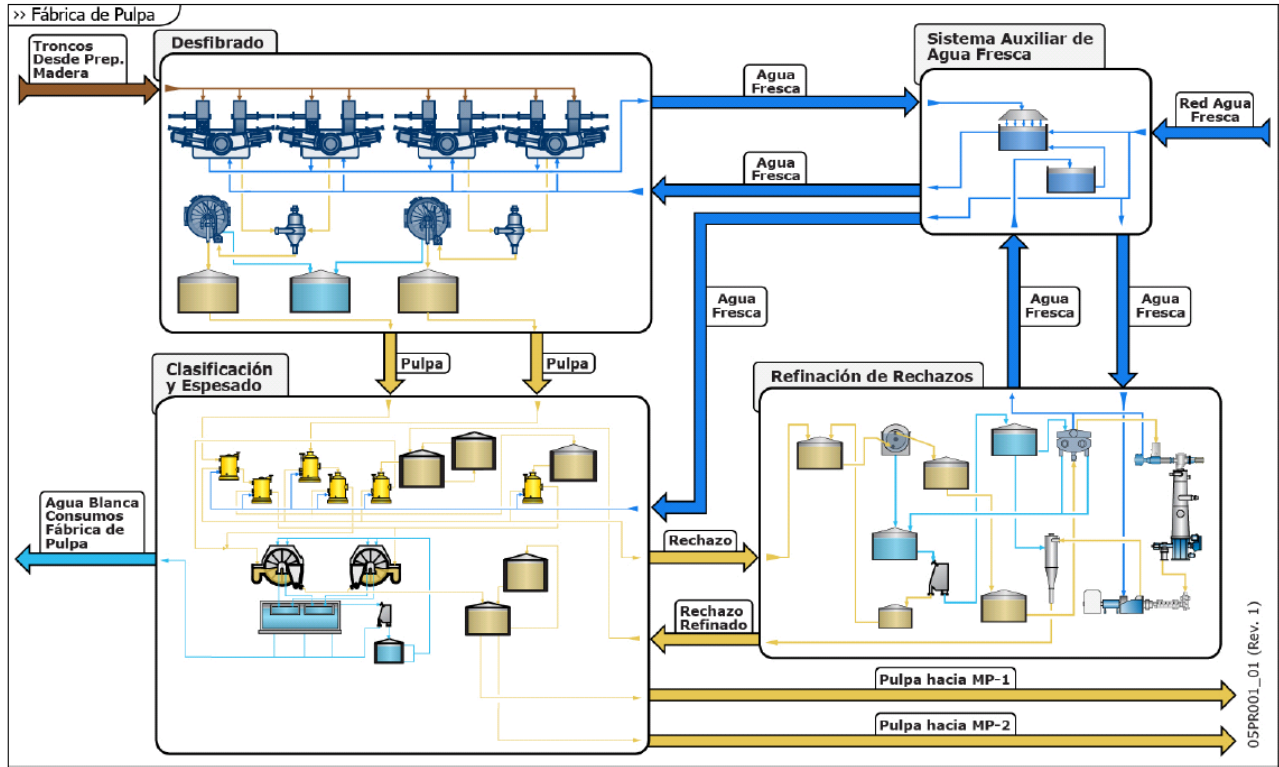 >> Fábrica de Pulpa
Troncos
Desde Prep.
Madera
Desfibrado
Agua
Fresca
Sistema Auxiliar de
Agua Fresca
Red Agua
Fresca
Agua
Fresca
Agua
Fresca
Agua
Fresca
Agua
Fresca
Pulpa
Pulpa
Clasificación
y Espesado
Refinación de Rechazos
Agua Blanca
Consumos
Fábrica de
Pulpa
Rechazo
Rechazo
Refinado
Pulpa hacia MP-1
Pulpa hacia MP-2
05PR001_01 (Rev. 1)